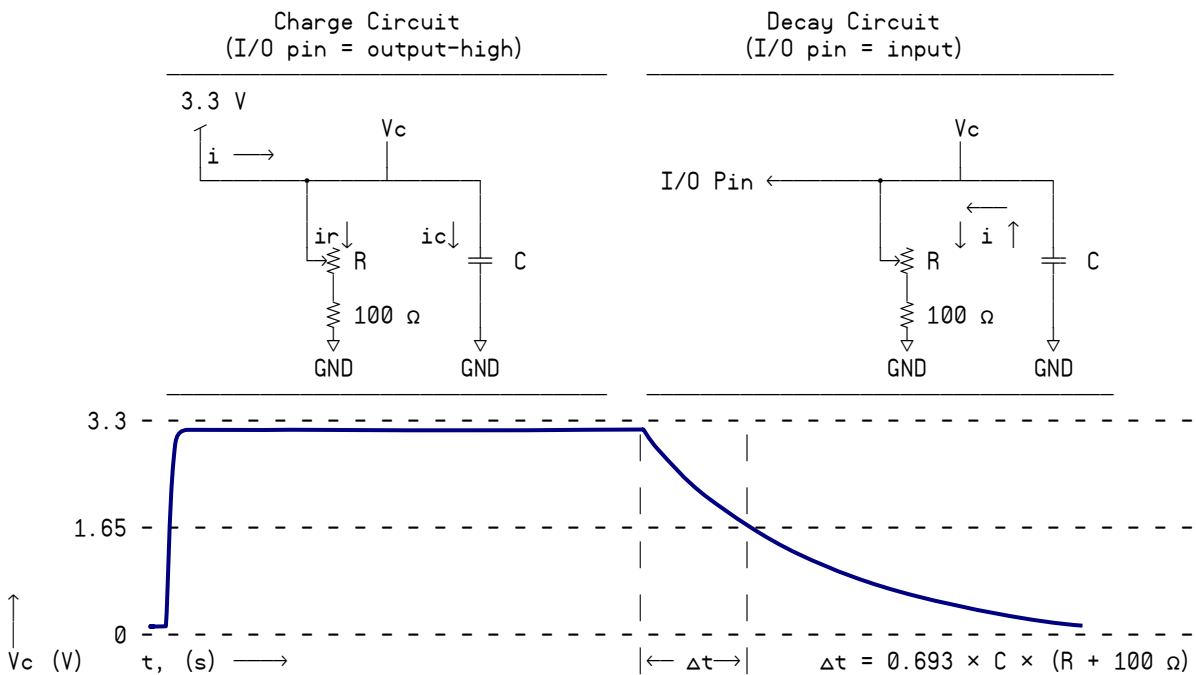 Charge Circuit
(I/O pin = output-high)
Decay Circuit
(I/O pin = input)
3.3 V
i
Vc
ir
R
ic
C
100 Ω
GND
GND
Vc
I/O Pin
i
R
C
100 Ω
GND
GND
3.3
1.65
0
Vc (V)
t, (s)
Δt
Δt = 0.693 × C × (R + 100 Ω)